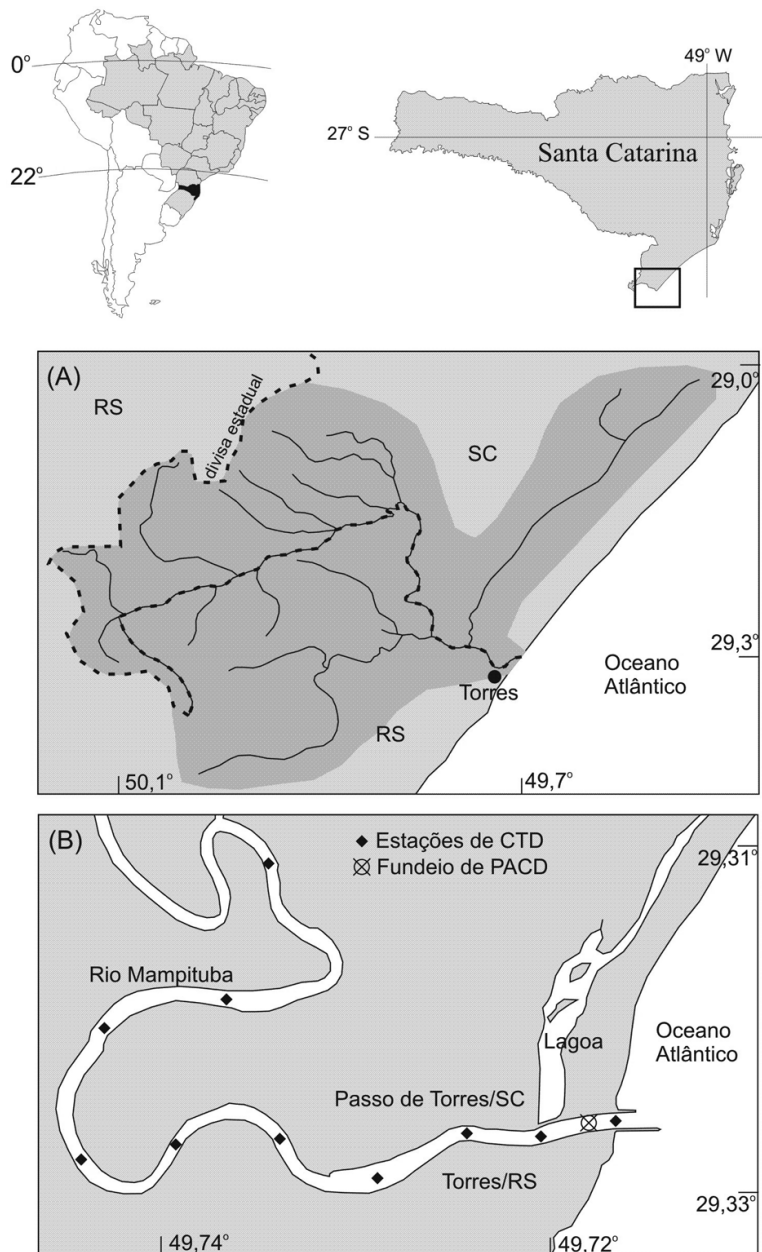 0°
22°
49° W
27° S
Santa Catarina
(A)
RS
divisa estadual
SC
29,0°
29,3°
Oceano
Atlântico
Torres
RS
50,1°
49,7°
(B)
Estações de CTD
Fundeio de PACD
29,31°
Rio Mampituba
Lagoa
Oceano
Atlântico
Passo de Torres/SC
Torres/RS
29,33°
49,74°
49,72°